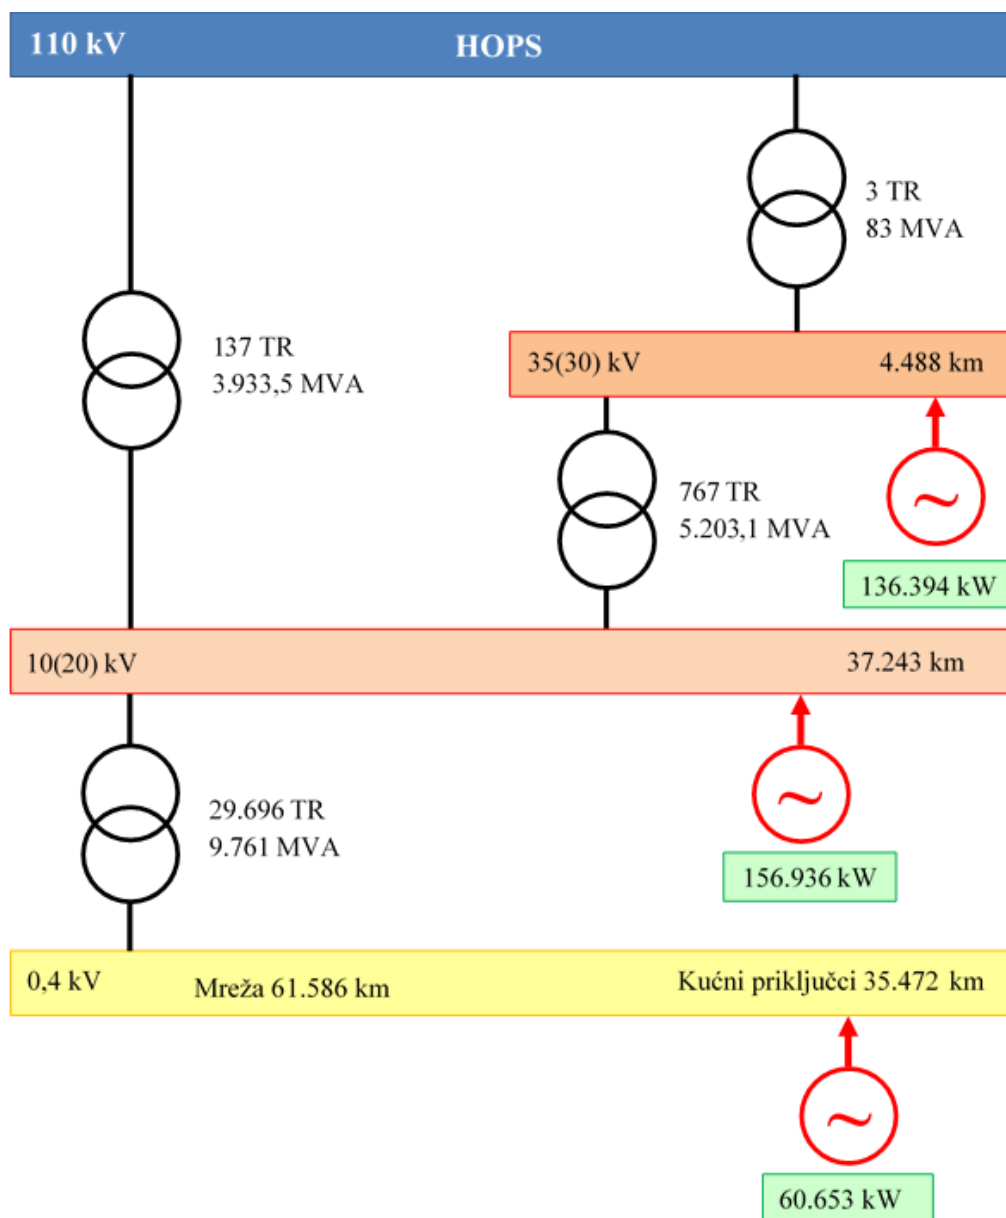 110 kV
HOPS
3 TR
83 MVA
137 TR
3.933,5 MVA
35(30) kV
4.488 km
767 TR
5.203,1 MVA
~
136.394 kW
10(20) kV
37.243 km
~
29.696 TR
9.761 MVA
156.936 kW
0,4 kV
Mreža 61.586 km
Kućni priključci 35.472 km
~
60.653 kW